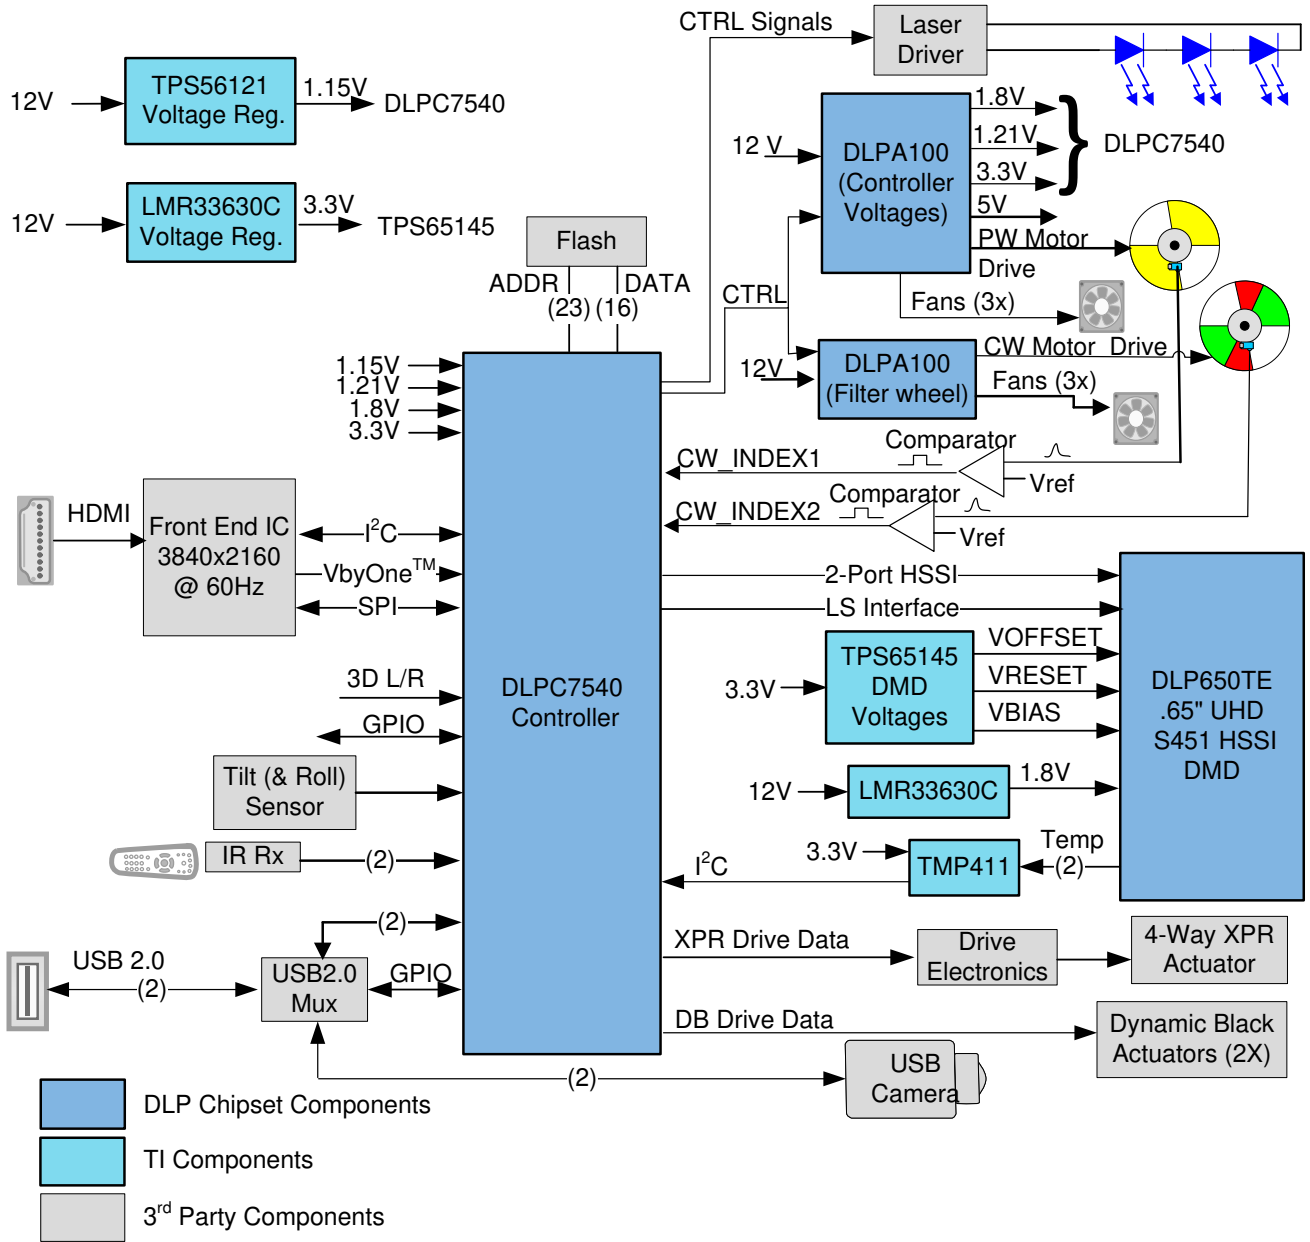 CTRL Signals
Laser
Driver
12V
TPS56121
Voltage Reg.
1.15V
DLPC7540
12V
LMR33630C
Voltage Reg.
3.3V
TPS65145
12 V
DLPA100
(Controller
Voltages)
1.8V
1.21V
3.3V
5V
DLPC7540
PW Motor
Drive
Fans (3x)
Flash
ADDR
(23)
DATA
(16)
CTRL
12V
DLPA100
(Filter wheel)
CW Motor Drive
Fans (3x)
1.15V
1.21V
1.8V
3.3V
Comparator
CW_INDEX1
Vref
Comparator
CW_INDEX2
Vref
HDMI
Front End IC
3840x2160
@ 60Hz
I²C
VbyOne™
SPI
2-Port HSSI
LS Interface
DLPC7540
Controller
3D L/R
GPIO
Tilt (& Roll)
Sensor
IR Rx
(2)
3.3V
TPS65145
DMD
Voltages
VOFFSET
VRESET
VBIAS
DLP650TE
.65" UHD
S451 HSSI
DMD
12V
LMR33630C
1.8V
3.3V
TMP411
Temp
(2)
I²C
(2)
USB 2.0
(2)
USB2.0
Mux
GPIO
XPR Drive Data
Drive
Electronics
4-Way XPR
Actuator
DB Drive Data
Dynamic Black
Actuators (2X)
(2)
USB
Camera
DLP Chipset Components
TI Components
3rd Party Components